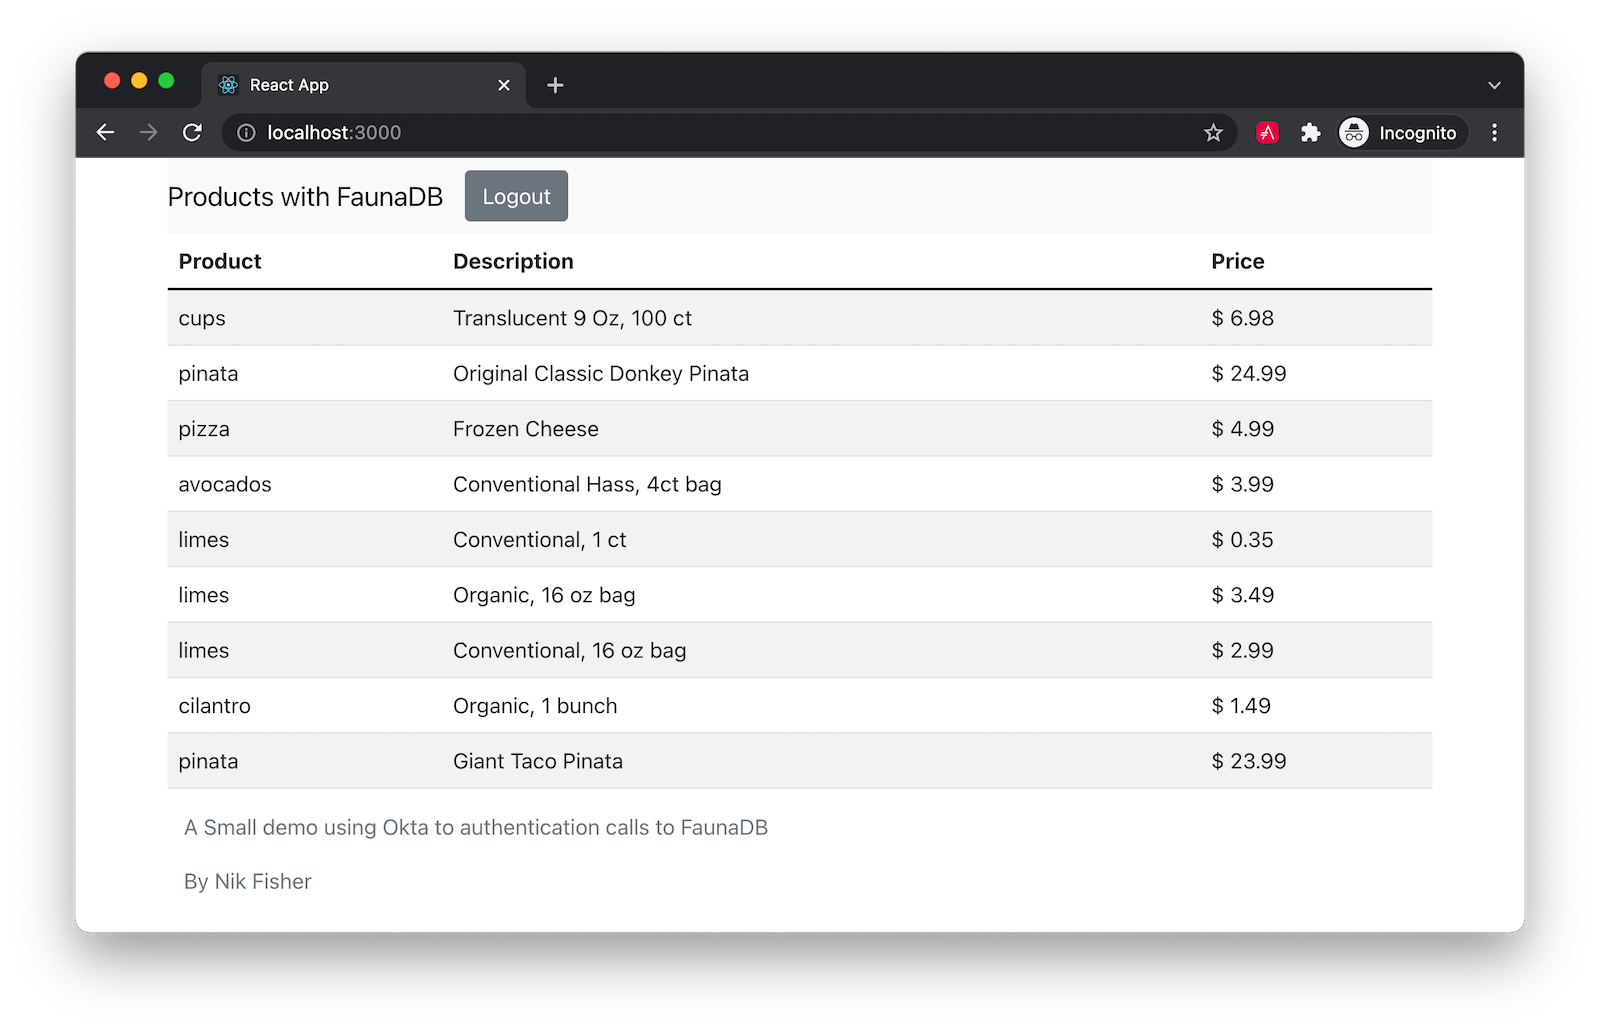 React App
localhost:3000
Incognito
Products with FaunaDB Logout
Product Description Price
cups Translucent 9 Oz, 100 ct $ 6.98
pinata Original Classic Donkey Pinata $ 24.99
pizza Frozen Cheese $ 4.99
avocados Conventional Hass, 4ct bag $ 3.99
limes Conventional, 1 ct $ 0.35
limes Organic, 16 oz bag $ 3.49
limes Conventional, 16 oz bag $ 2.99
cilantro Organic, 1 bunch $ 1.49
pinata Giant Taco Pinata $ 23.99
A Small demo using Okta to authentication calls to FaunaDB
By Nik Fisher